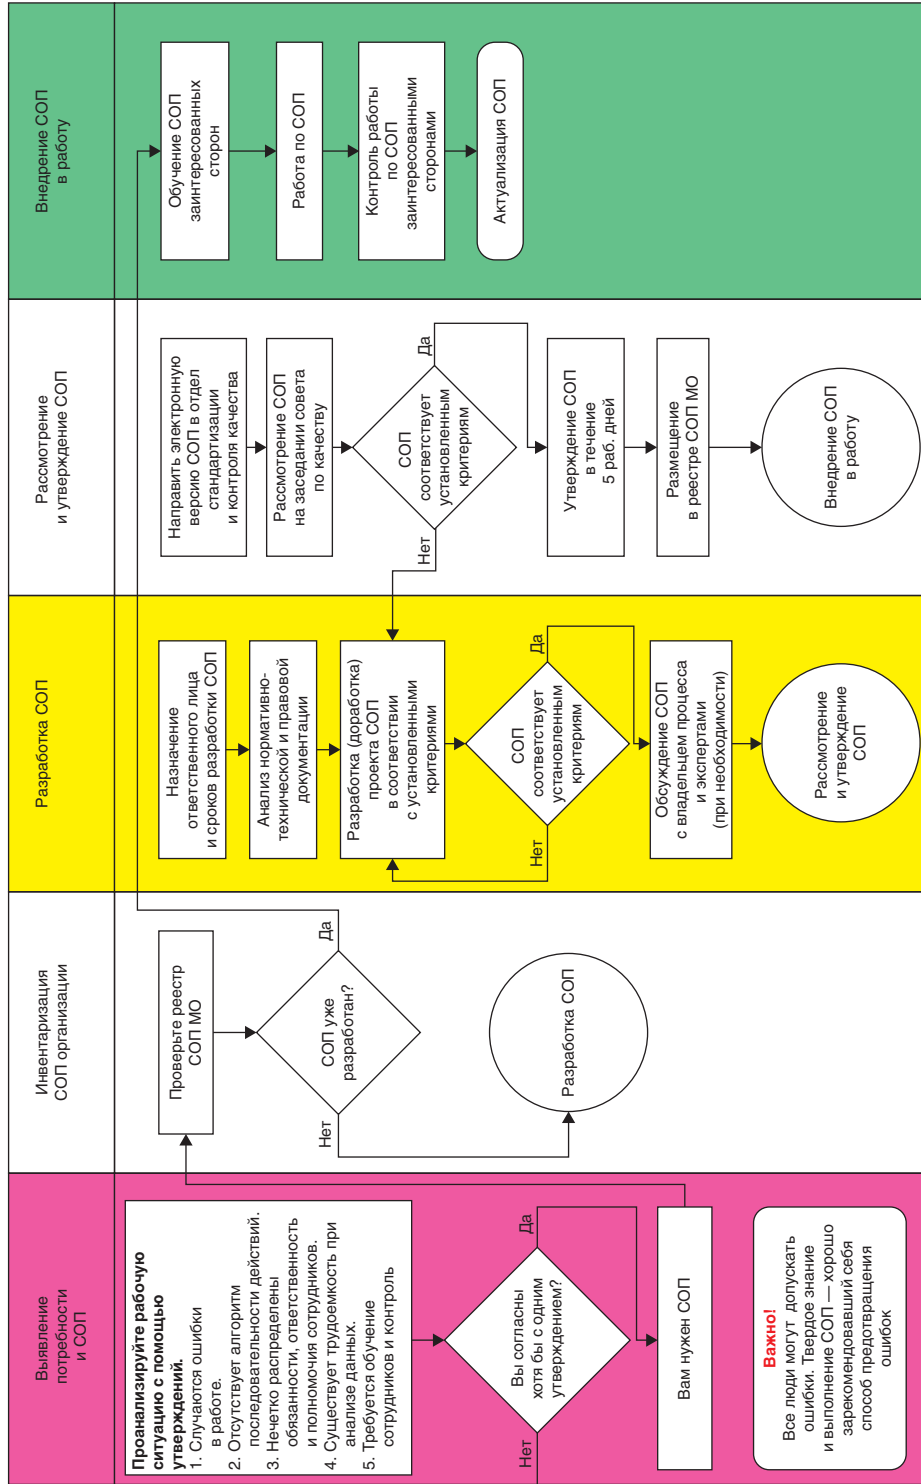 Выявление
потребности
и СОП
Проанализируйте рабочую
ситуацию с помощью
утверждений.
1. Случаются ошибки
в работе.
2. Отсутствует алгоритм
последовательности действий.
3. Нечетко распределены
обязанности, ответственность
и полномочия сотрудников.
4. Существует трудоемкость при
анализе данных.
5. Требуется обучение
сотрудников и контроль
Вы согласны
хотя бы с одним
утверждением?
Нет
Да
Вам нужен СОП
Важно!
Все люди могут допускать
ошибки. Твердое знание
и выполнение СОП — хорошо
зарекомендовавший себя
способ предотвращения
ошибок
Инвентаризация
СОП организации
Проверьте реестр
СОП МО
СОП уже
разработан?
Нет
Да
Разработка СОП
Разработка СОП
Назначение
ответственного лица
и сроков разработки СОП
Анализ нормативно-
технической и правовой
документации
Разработка (доработка)
проекта СОП
в соответствии
с установленными
критериями
СОП
соответствует
установленным
критериям
Нет
Да
Обсуждение СОП
с владельцем процесса
и экспертами
(при необходимости)
Рассмотрение
и утверждение
СОП
Рассмотрение
и утверждение СОП
Направить электронную
версию СОП в отдел
стандартизации
и контроля качества
Рассмотрение СОП
на заседании совета
по качеству
СОП
соответствует
установленным
критериям
Нет
Да
Утверждение СОП
в течение
5 раб. дней
Размещение
в реестре СОП МО
Внедрение СОП
в работу
Внедрение СОП
в работу
Обучение СОП
заинтересованных
сторон
Работа по СОП
Контроль работы
по СОП
заинтересованными
сторонами
Актуализация СОП